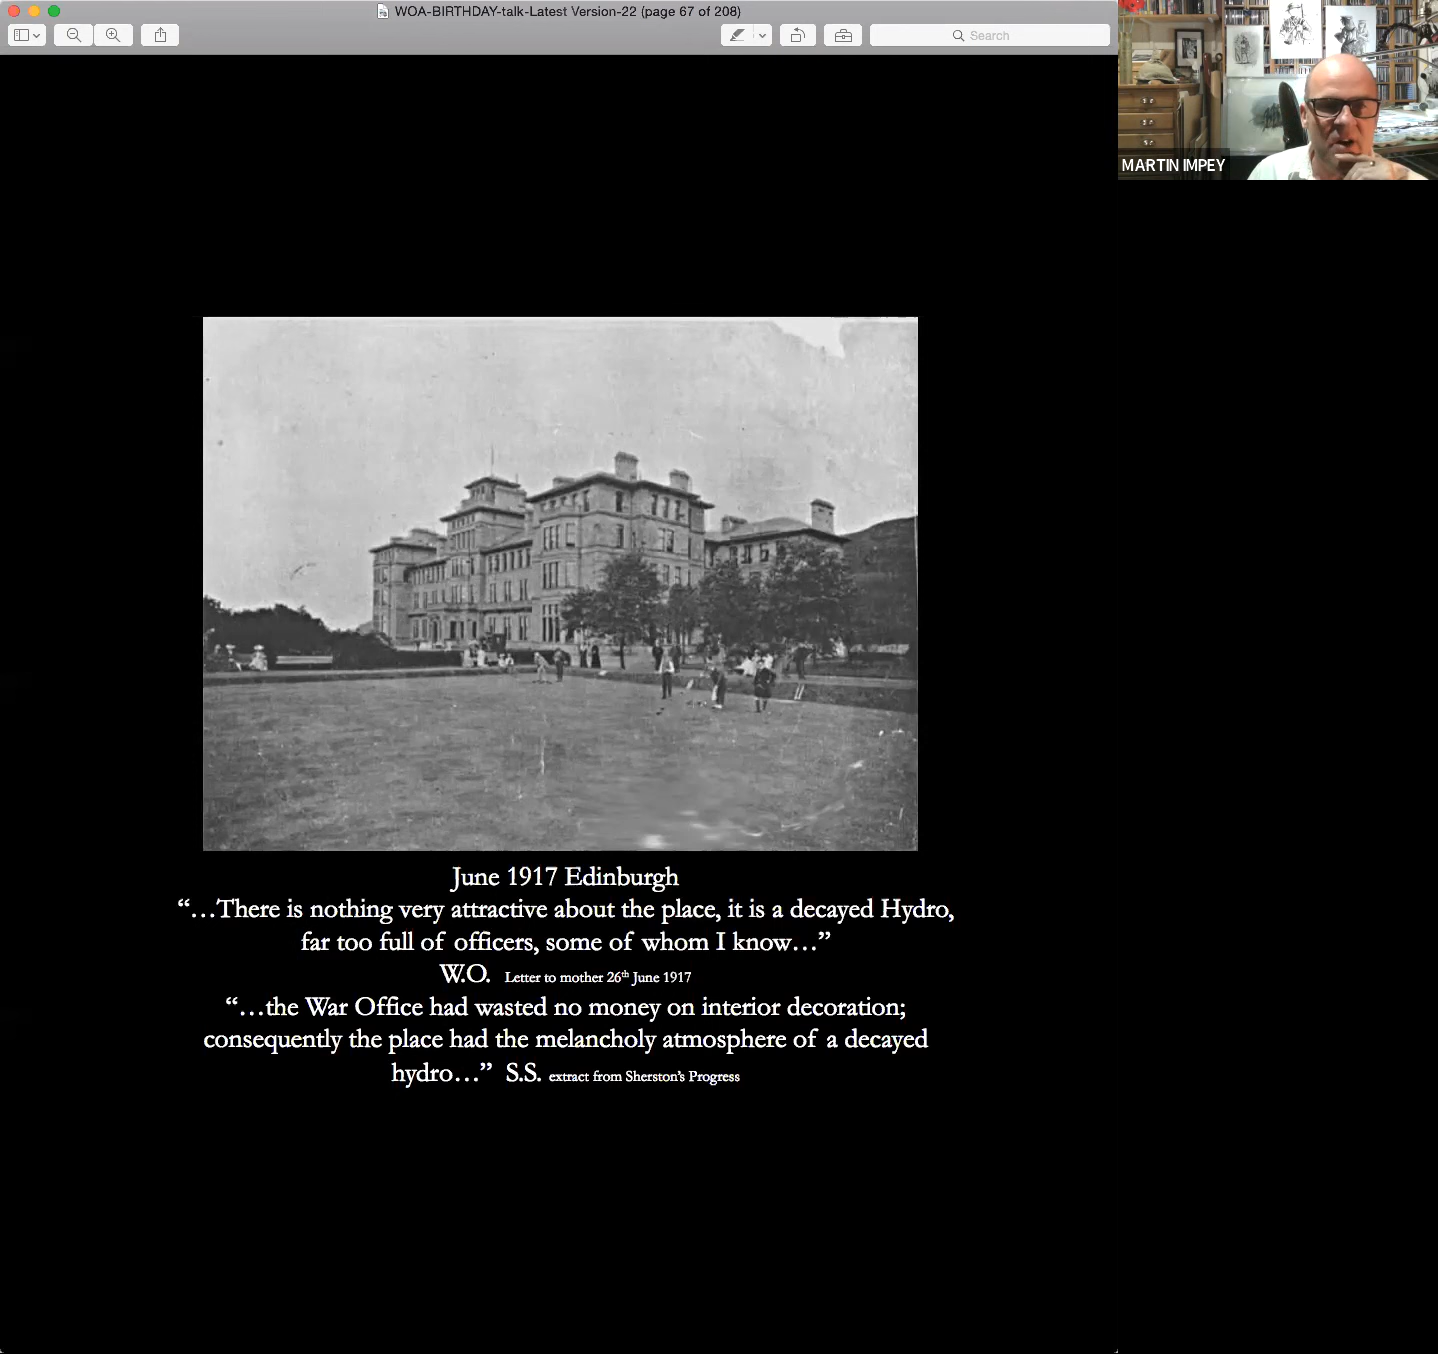 WOA-BIRTHDAY-talk-Latest Version-22 (page 67 of 208)
Search
MARTIN IMPEY
June 1917 Edinburgh
“…There is nothing very attractive about the place, it is a decayed Hydro,
far too full of officers, some of whom I know…”
W.O. Letter to mother 26th June 1917
“…the War Office had wasted no money on interior decoration;
consequently the place had the melancholy atmosphere of a decayed
hydro…” S.S. extract from Sherston’s Progress